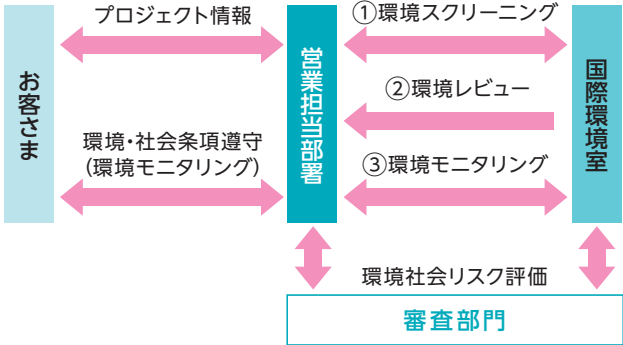 プロジェクト情報
①環境スクリーニング
お客さま
営業担当部署
国際環境室
②環境レビュー
環境・社会条項遵守
(環境モニタリング)
③環境モニタリング
環境社会リスク評価
審査部門